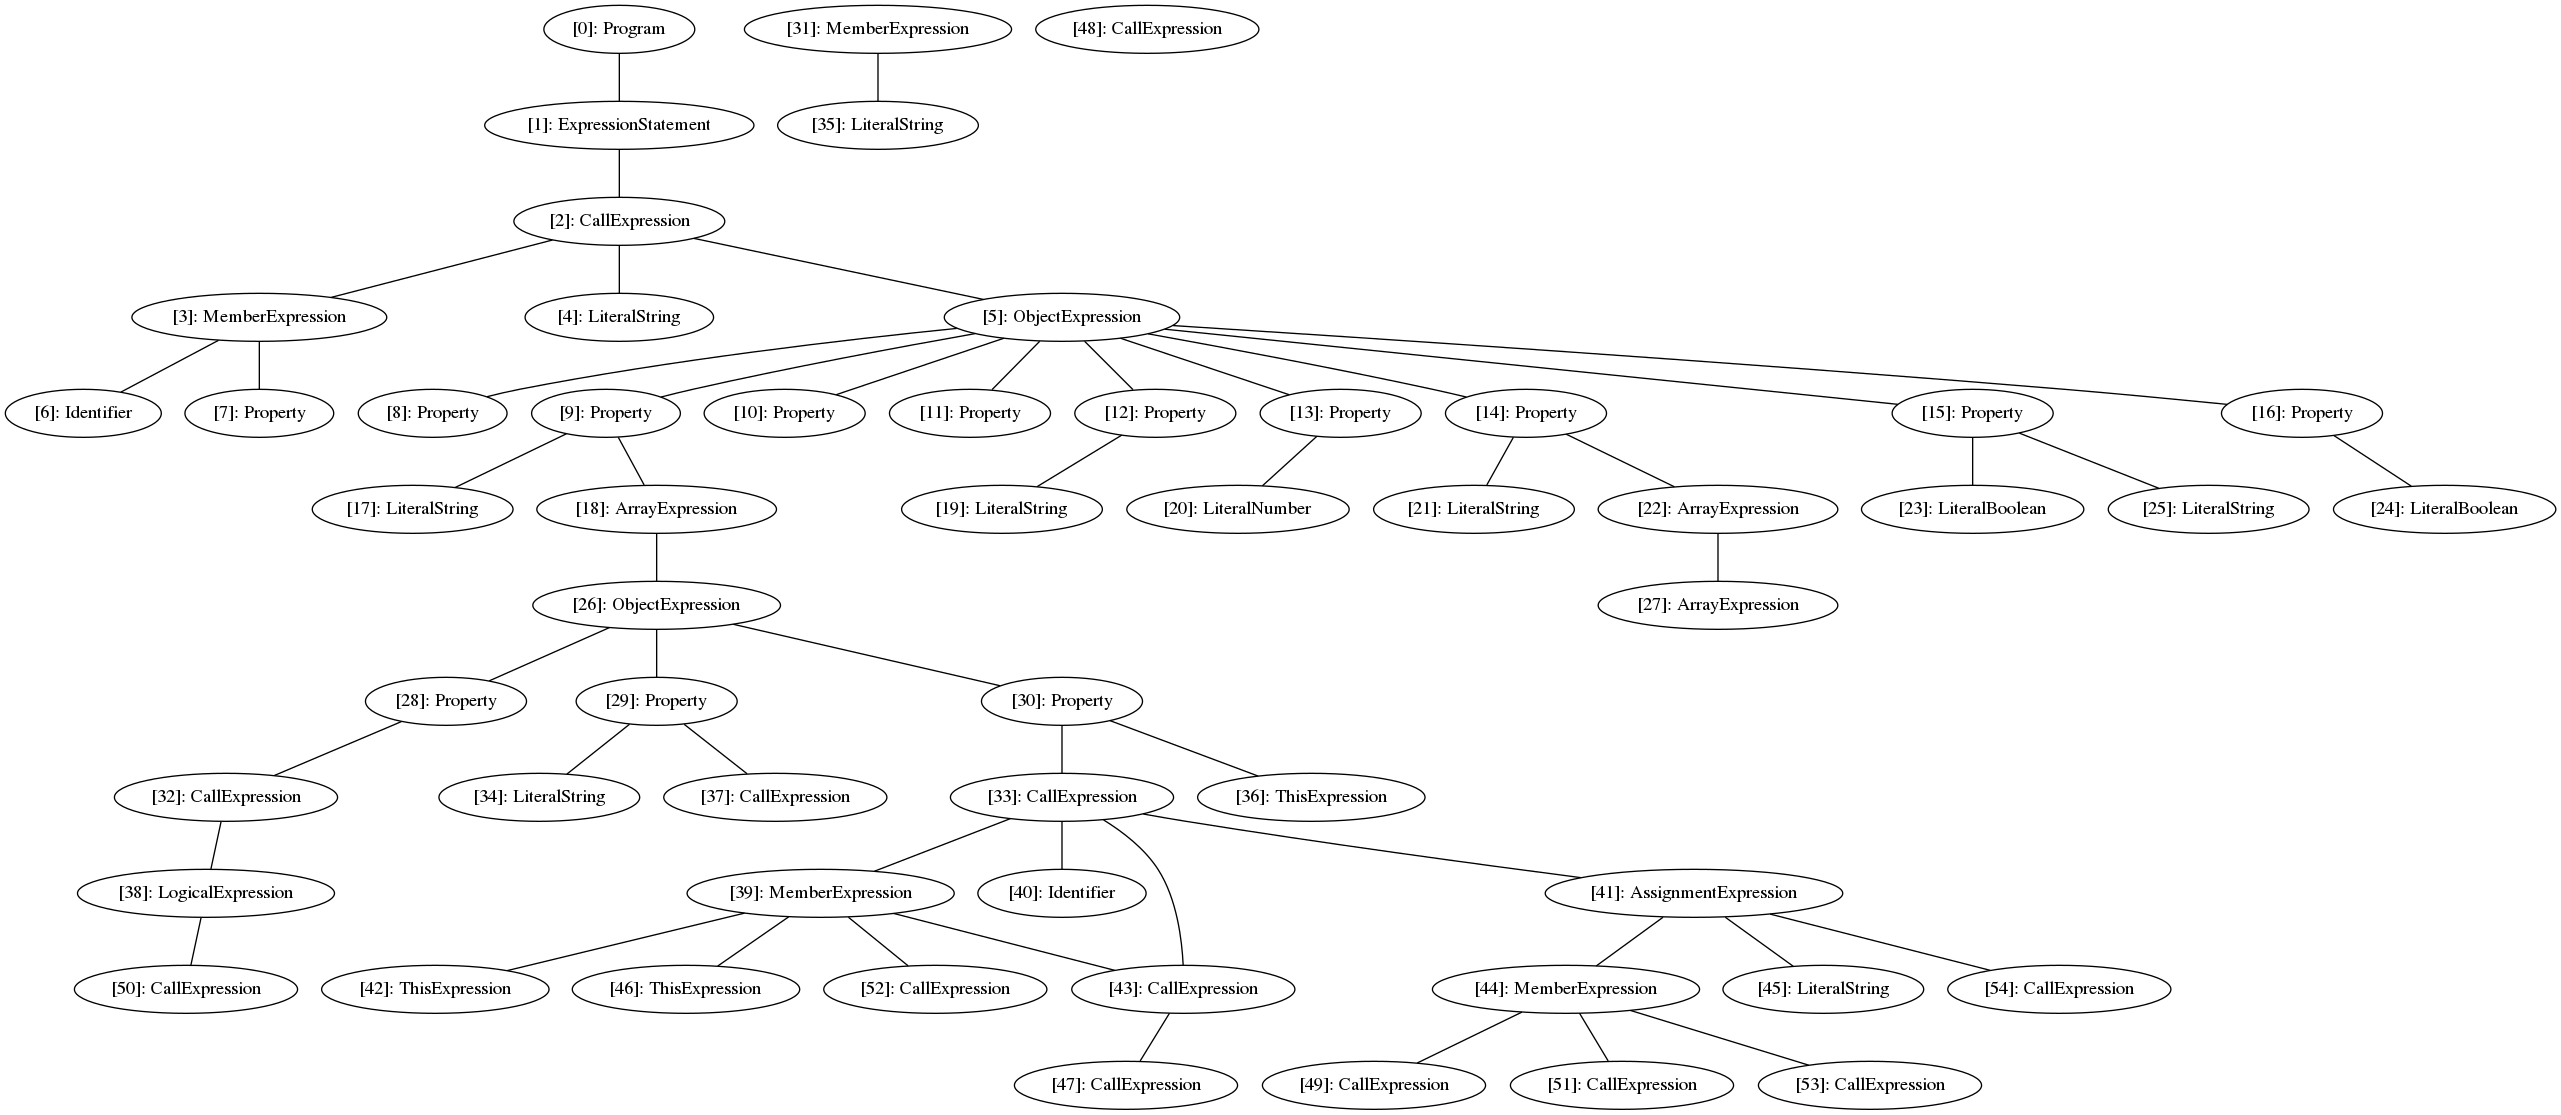 [0]: Program
[31]: MemberExpression
[48]: CallExpression
[1]: ExpressionStatement
[35]: LiteralString
[2]: CallExpression
[3]: MemberExpression
[4]: LiteralString
[5]: ObjectExpression
[6]: Identifier
[7]: Property
[8]: Property
[9]: Property
[10]: Property
[11]: Property
[12]: Property
[13]: Property
[14]: Property
[15]: Property
[16]: Property
[17]: LiteralString
[18]: ArrayExpression
[19]: LiteralString
[20]: LiteralNumber
[21]: LiteralString
[22]: ArrayExpression
[23]: LiteralBoolean
[25]: LiteralString
[24]: LiteralBoolean
[26]: ObjectExpression
[27]: ArrayExpression
[28]: Property
[29]: Property
[30]: Property
[32]: CallExpression
[34]: LiteralString
[37]: CallExpression
[33]: CallExpression
[36]: ThisExpression
[38]: LogicalExpression
[39]: MemberExpression
[40]: Identifier
[41]: AssignmentExpression
[50]: CallExpression
[42]: ThisExpression
[46]: ThisExpression
[52]: CallExpression
[43]: CallExpression
[44]: MemberExpression
[45]: LiteralString
[54]: CallExpression
[47]: CallExpression
[49]: CallExpression
[51]: CallExpression
[53]: CallExpression